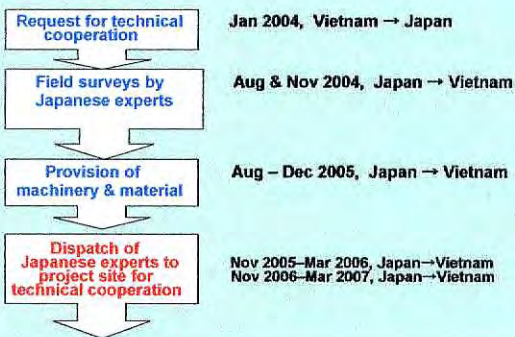 Request for technical
cooperation
Jan 2004, Vietnam → Japan
Field surveys by
Japanese experts
Aug & Nov 2004, Japan → Vietnam
Provision of
machinery & material
Aug – Dec 2005, Japan → Vietnam
Dispatch of
Japanese experts to
project site for
technical cooperation
Nov 2005–Mar 2006, Japan→Vietnam
Nov 2006–Mar 2007, Japan→Vietnam